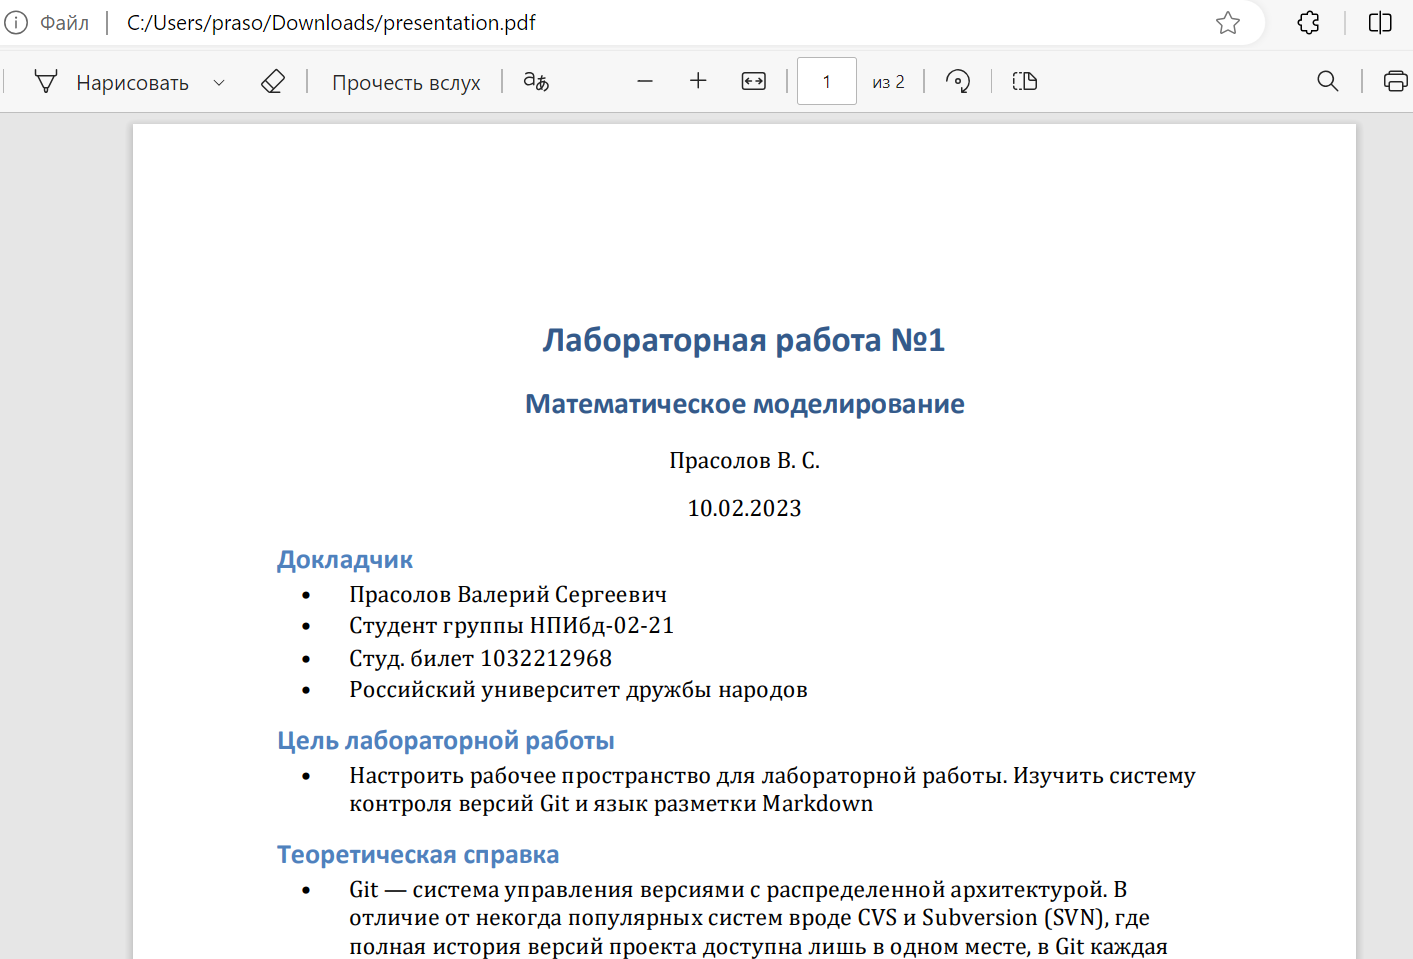 Файл
C:/Users/praso/Downloads/presentation.pdf
Нарисовать
Прочесть вслух
aあ
1
из 2
Лабораторная работа №1
Математическое моделирование
Прасолов В. С.
10.02.2023
Докладчик
• Прасолов Валерий Сергеевич
• Студент группы НПИбд-02-21
• Студ. билет 1032212968
• Российский университет дружбы народов
Цель лабораторной работы
• Настроить рабочее пространство для лабораторной работы. Изучить систему
контроля версий Git и язык разметки Markdown
Теоретическая справка
• Git — система управления версиями с распределенной архитектурой. В
отличие от некогда популярных систем вроде CVS и Subversion (SVN), где
полная история версий проекта доступна лишь в одном месте, в Git каждая